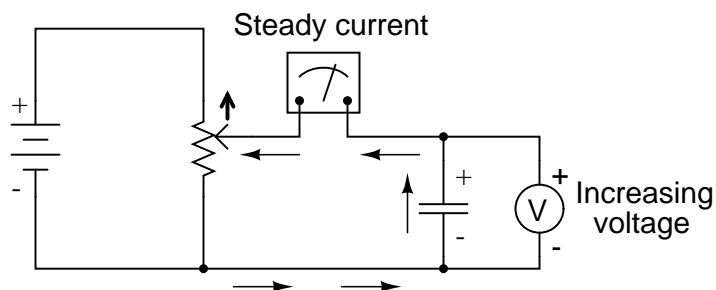 Steady current
+
-
+
-
V
+
-
Increasing
voltage